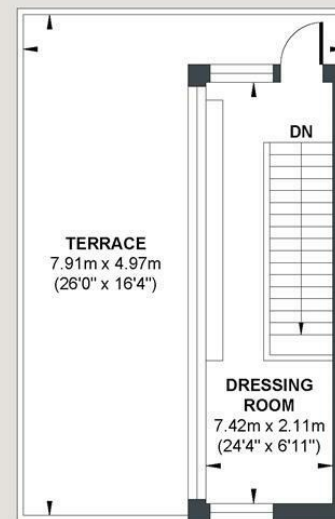 DN
TERRACE
7.91m x 4.97m
(26'0" x 16'4")
DRESSING
ROOM
7.42m x 2.11m
(24'4" x 6'11")